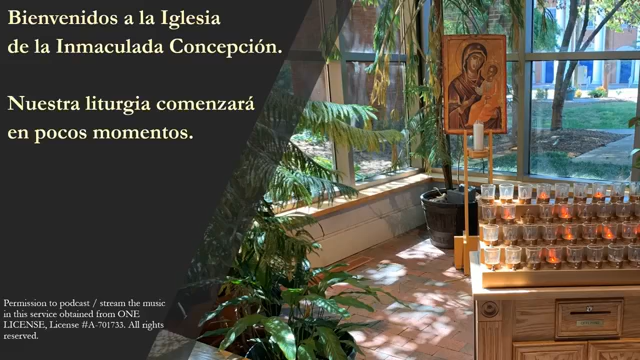 Bienvenidos a la Iglesia
de la Inmaculada Concepción.
Nuestra liturgia comenzará
en pocos momentos.
Permission to podcast / stream the music
in this service obtained from ONE
LICENSE, License #A-701733. All rights
reserved.